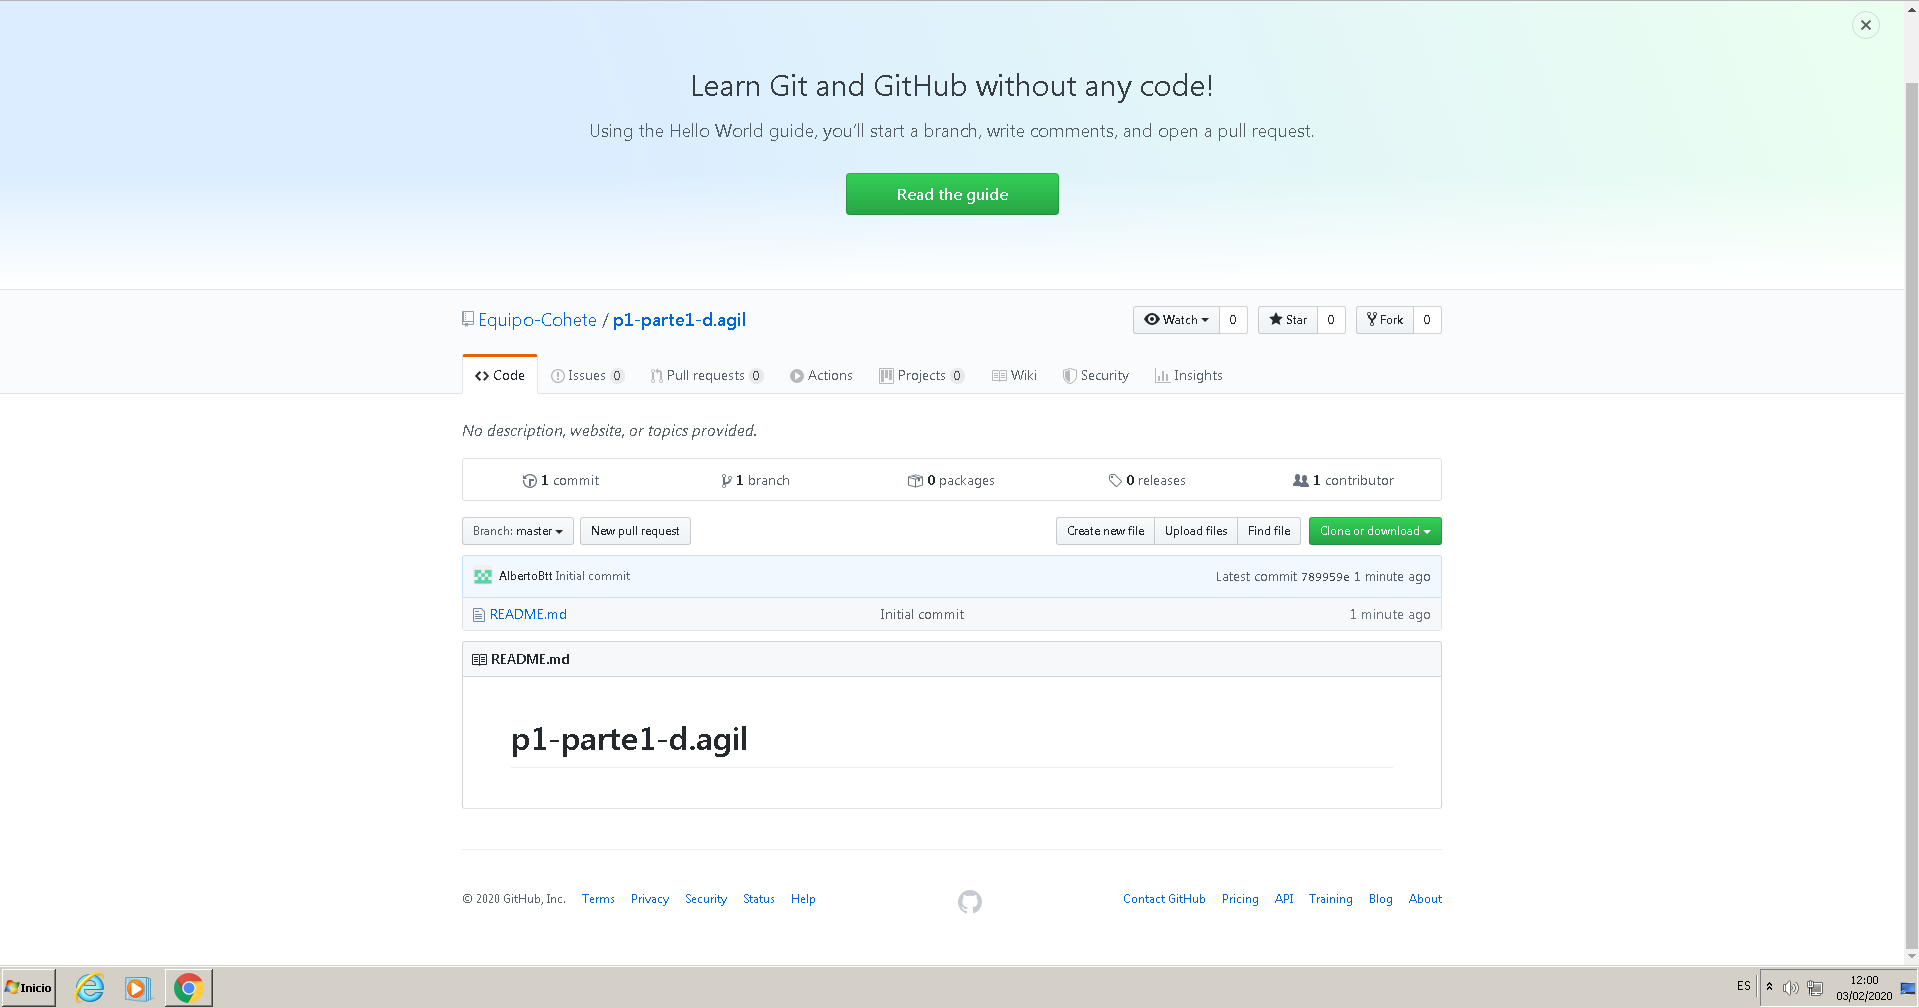 Learn Git and GitHub without any code!
Using the Hello World guide, you'll start a branch, write comments, and open a pull request.
Read the guide
Equipo-Cohete / p1-parte1-d.agil
Watch 0 Star 0 Fork 0
Code Issues 0 Pull requests 0 Actions Projects 0 Wiki Security Insights
No description, website, or topics provided.
1 commit 1 branch 0 packages 0 releases 1 contributor
Branch: master New pull request Create new file Upload files Find file Clone or download
AlbertoBtt Initial commit Latest commit 789959e 1 minute ago
README.md Initial commit 1 minute ago
README.md
p1-parte1-d.agil
© 2020 GitHub, Inc. Terms Privacy Security Status Help Contact GitHub Pricing API Training Blog About
Inicio ES 12:00
03/02/2020